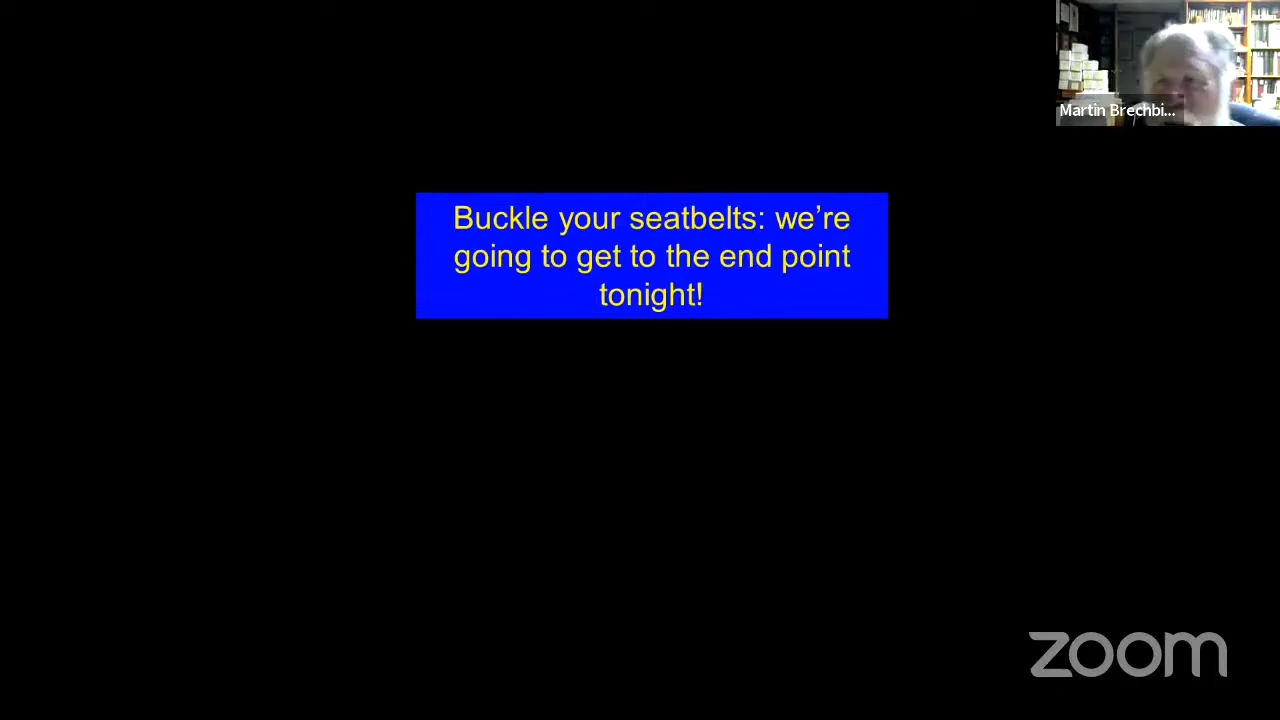 Martin Brechbi...
Buckle your seatbelts: we’re
going to get to the end point
tonight!
zoom